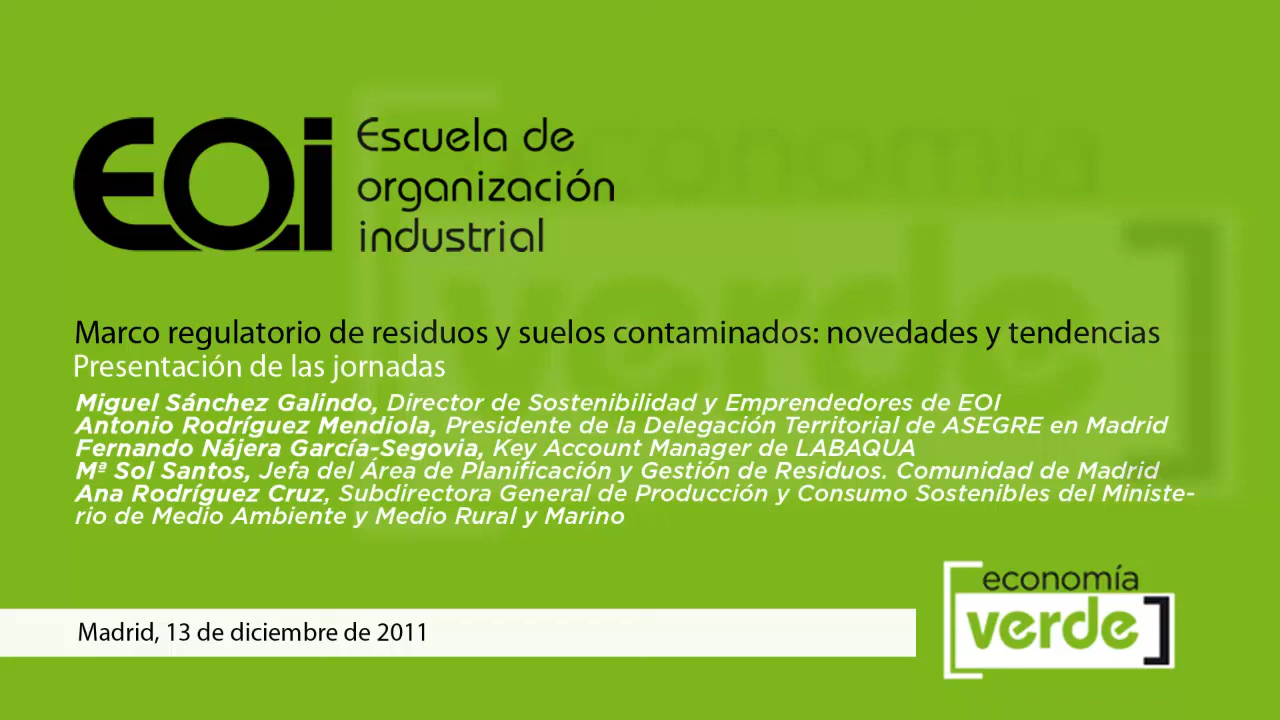 EOi Escuela de
organización
industrial
Marco regulatorio de residuos y suelos contaminados: novedades y tendencias
Presentación de las jornadas
Miguel Sánchez Galindo, Director de Sostenibilidad y Emprendedores de EOI
Antonio Rodríguez Mendiola, Presidente de la Delegación Territorial de ASEGRE en Madrid
Fernando Nájera García-Segovia, Key Account Manager de LABAQUA
Mª Sol Santos, Jefa del Área de Planificación y Gestión de Residuos. Comunidad de Madrid
Ana Rodríguez Cruz, Subdirectora General de Producción y Consumo Sostenibles del Ministe-
rio de Medio Ambiente y Medio Rural y Marino
Madrid, 13 de diciembre de 2011
economía
verde
economía
verde